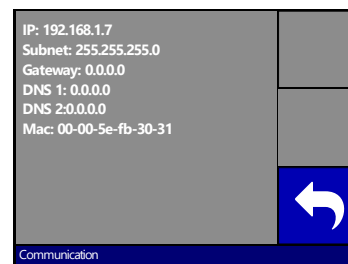 IP: 192.168.1.7
Subnet: 255.255.255.0
Gateway: 0.0.0.0
DNS 1: 0.0.0.0
DNS 2:0.0.0.0
Mac: 00-00-5e-fb-30-31
Communication